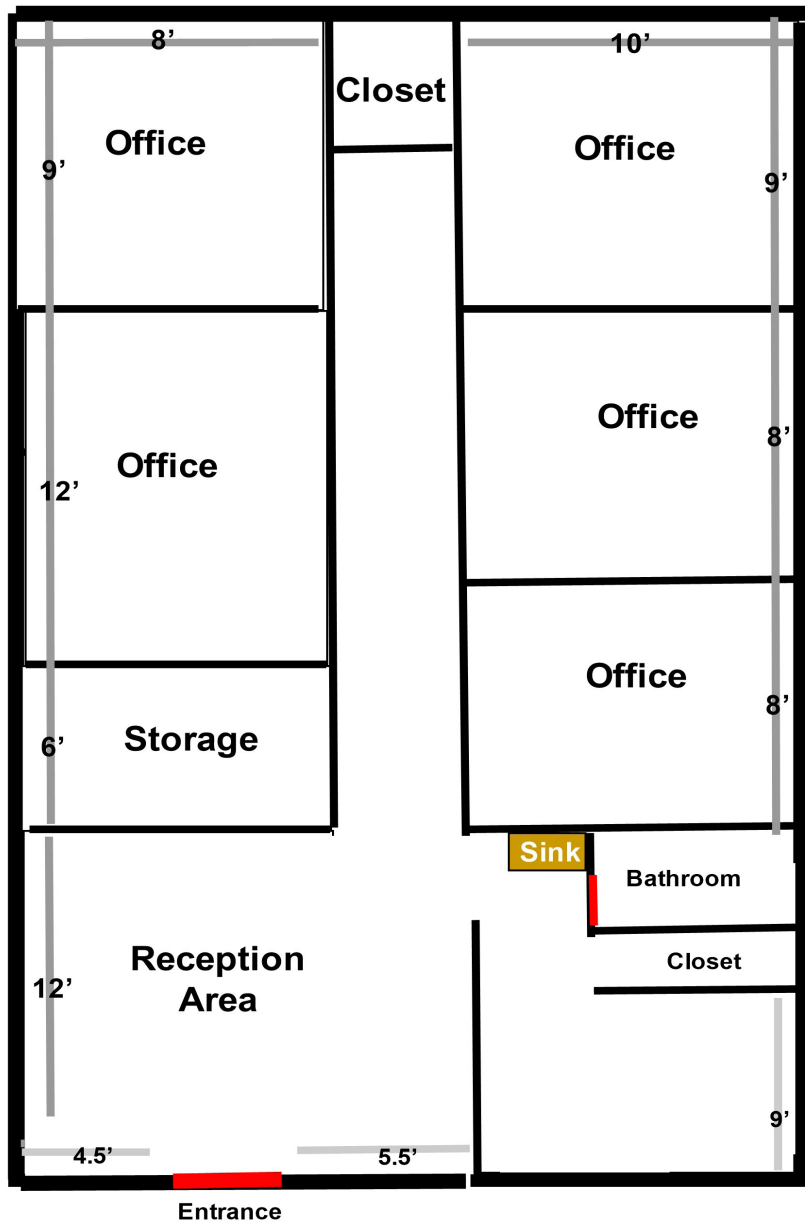 8’
10’
Closet
Office
Office
9’
9’
Office
8’
Office
12’
Office
8’
Storage
6’
Sink
Bathroom
Reception
Area
Closet
12’
9’
4.5’
5.5’
Entrance